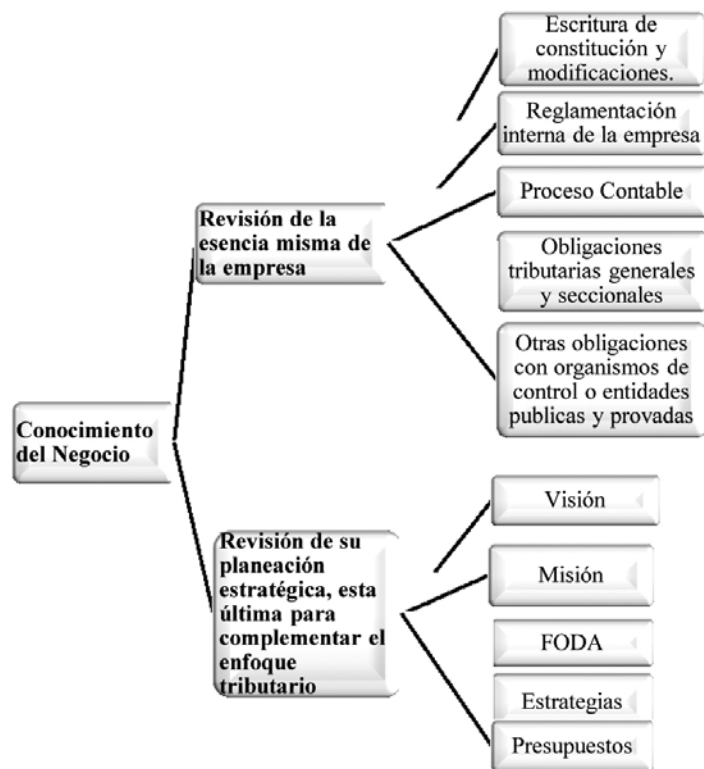 Escritura de
constitución y
modificaciones.
Reglamentación
interna de la empresa
Proceso Contable
Revisión de la
esencia misma de
la empresa
Obligaciones
tributarias generales
y seccionales
Otras obligaciones
con organismos de
control o entidades
publicas y provadas
Conocimiento
del Negocio
Visión
Revisión de su
planeación
estratégica, esta
última para
complementar el
enfoque
tributario
Misión
FODA
Estrategias
Presupuestos